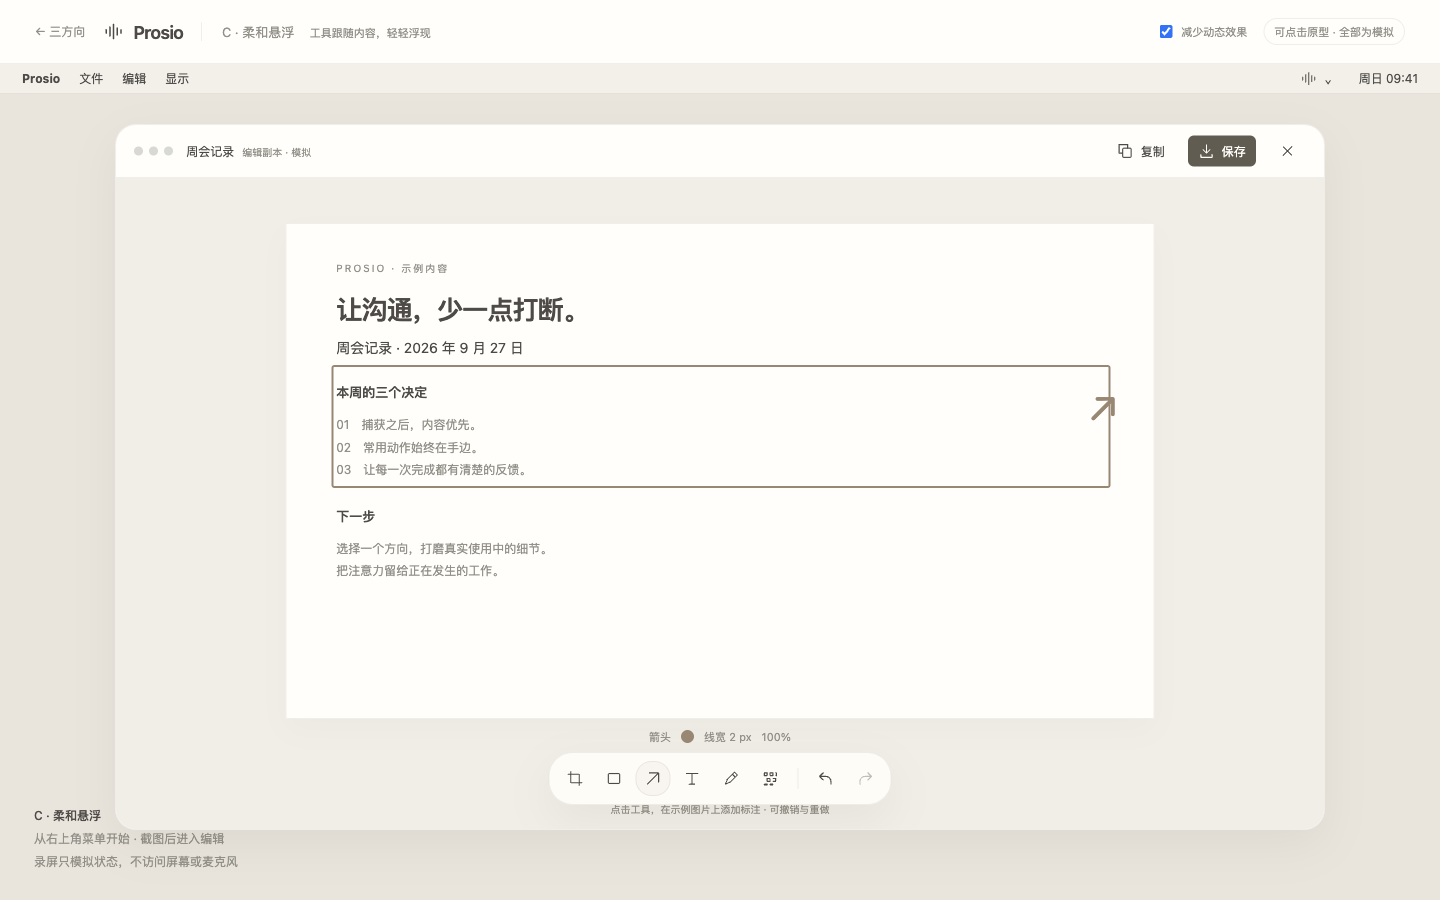 ← 三方向
Prosio
C · 柔和悬浮
工具跟随内容，轻轻浮现
减少动态效果
可点击原型 · 全部为模拟
Prosio 文件 编辑 显示
周日 09:41
周会记录 编辑副本 · 模拟
复制
保存
PROSIO · 示例内容
让沟通，少一点打断。
周会记录 · 2026 年 9 月 27 日
本周的三个决定
01 捕获之后，内容优先。
02 常用动作始终在手边。
03 让每一次完成都有清楚的反馈。
下一步
选择一个方向，打磨真实使用中的细节。
把注意力留给正在发生的工作。
箭头 线宽 2 px 100%
点击工具，在示例图片上添加标注 · 可撤销与重做
C · 柔和悬浮
从右上角菜单开始 · 截图后进入编辑
录屏只模拟状态，不访问屏幕或麦克风